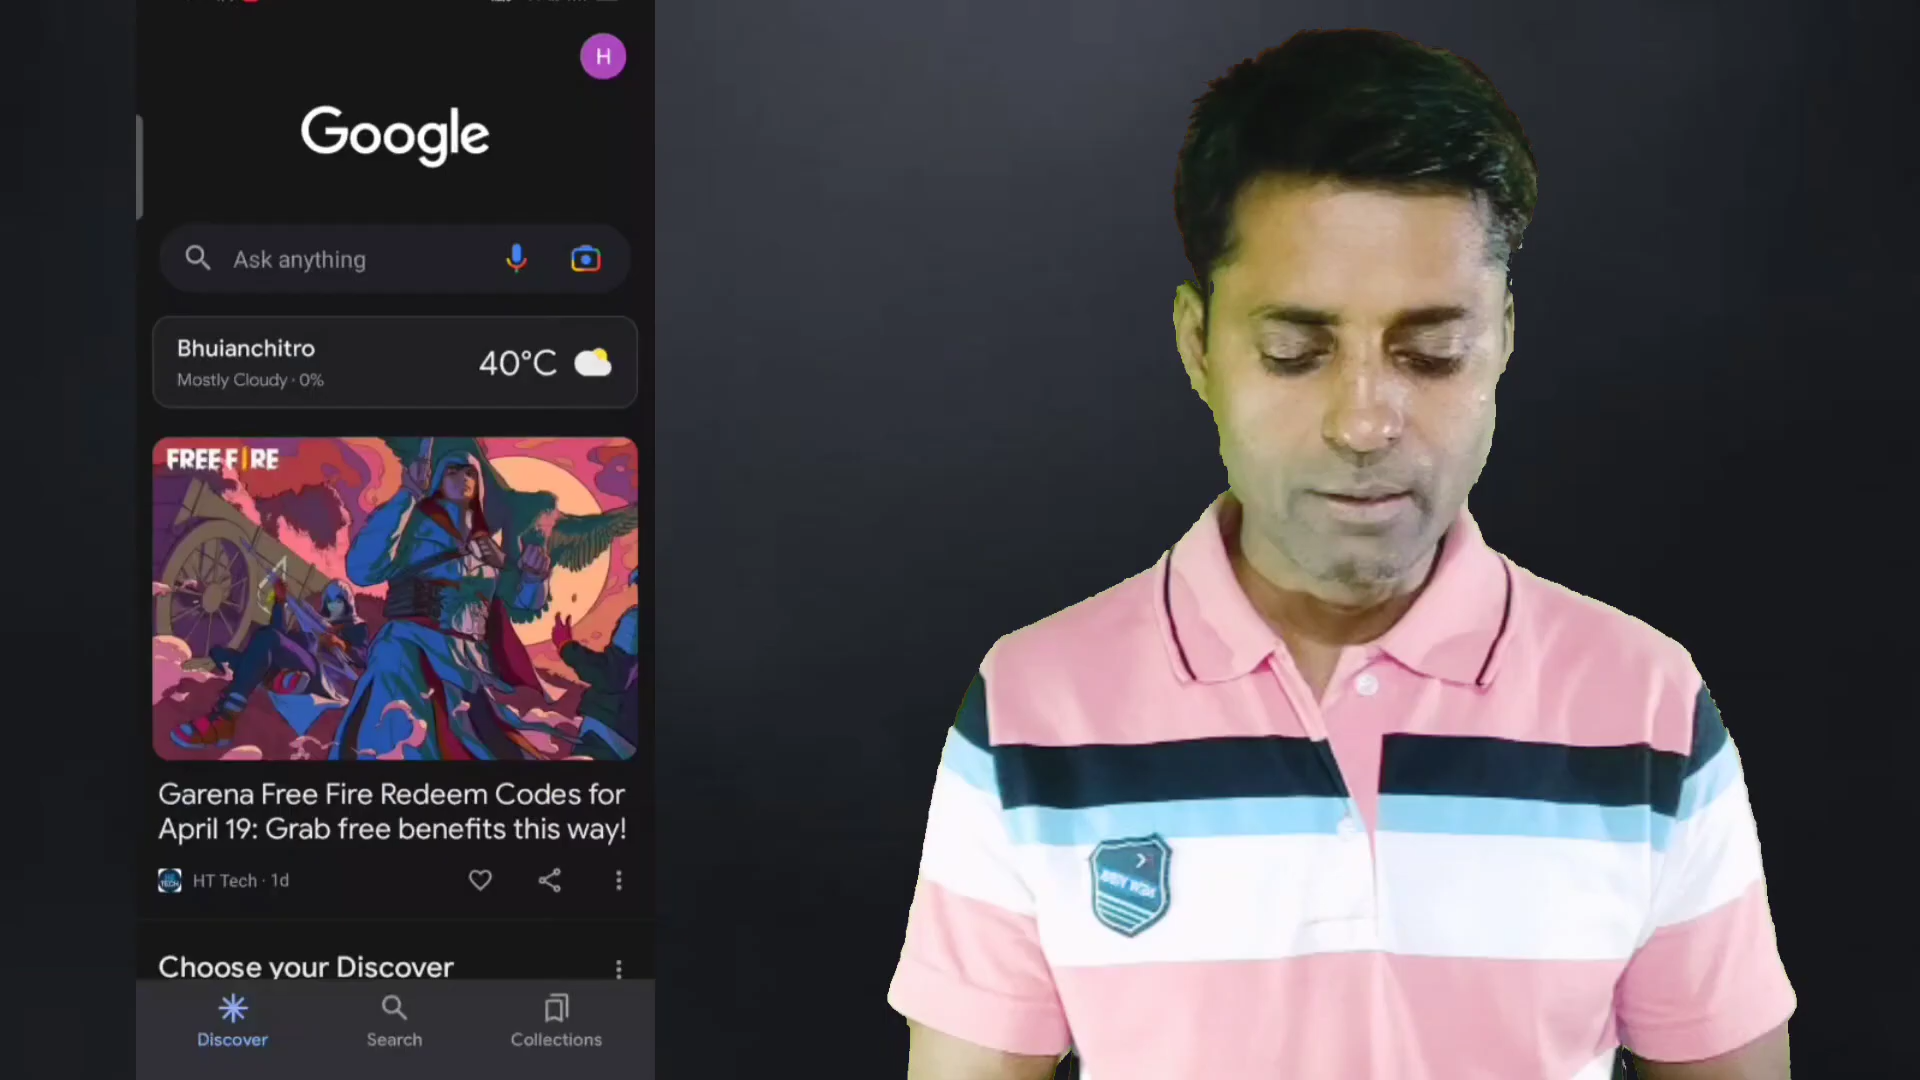 H
Google
Ask anything
Bhuianchitro
40°C
Mostly Cloudy · 0%
FREE FIRE
Garena Free Fire Redeem Codes for
April 19: Grab free benefits this way!
HT Tech · 1d
Choose your Discover
Discover
Search
Collections